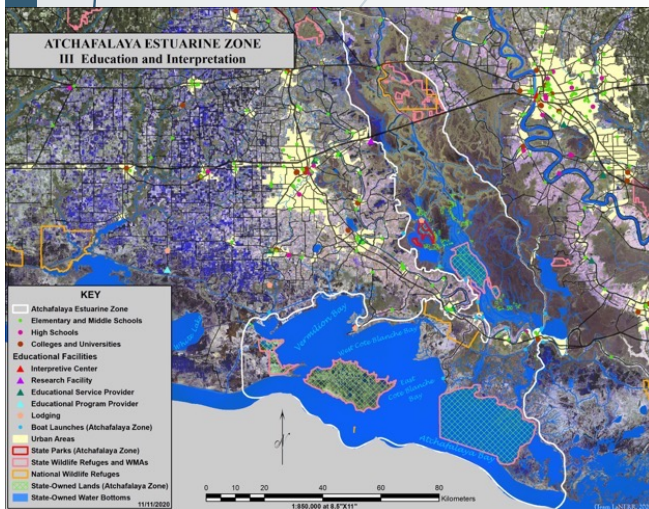 ATCHAFALAYA ESTUARINE ZONE
III Education and Interpretation
Vermilion Bay
White Lake
West Cote Blanche Bay
East
Cote Blanche
Bay
Atchafalaya Bay
KEY
Atchafalaya Estuarine Zone
Elementary and Middle Schools
High Schools
Colleges and Universities
Educational Facilities
Interpretive Center
Research Facility
Educational Service Provider
Educational Program Provider
Lodging
Boat Launches (Atchafalaya Zone)
Urban Areas
State Parks (Atchafalaya Zone)
State Wildlife Refuges and WMAs
National Wildlife Refuges
State-Owned Lands (Atchafalaya Zone)
State-Owned Water Bottoms
11/11/2020
N
0 10 20 40 60 80
Kilometers
1:850,000 at 8.5"X11"